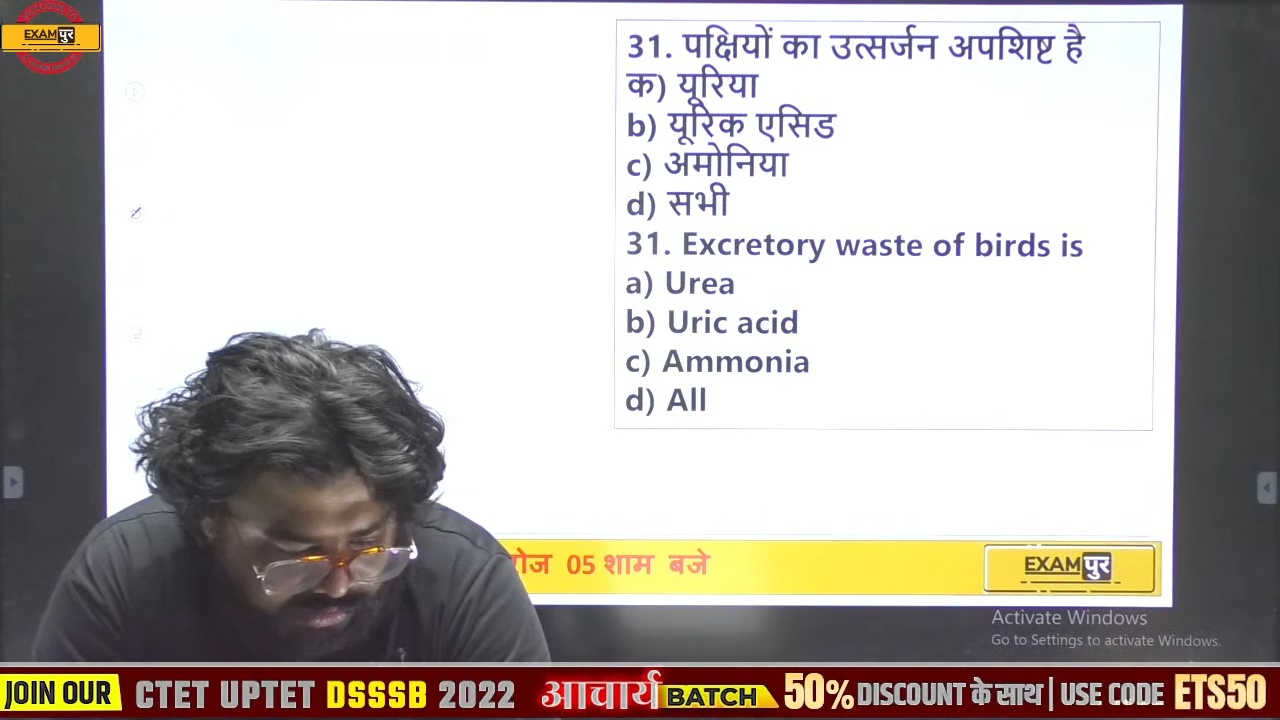 EXAMपुर
31. पक्षियों का उत्सर्जन अपशिष्ट है
क) यूरिया
b) यूरिक एसिड
c) अमोनिया
d) सभी
31. Excretory waste of birds is
a) Urea
b) Uric acid
c) Ammonia
d) All
05 शाम बजे
EXAMपुर
Activate Windows
Go to Settings to activate Windows.
JOIN OUR CTET UPTET DSSSB 2022 आचार्य BATCH 50% DISCOUNT के साथ | USE CODE ETS50